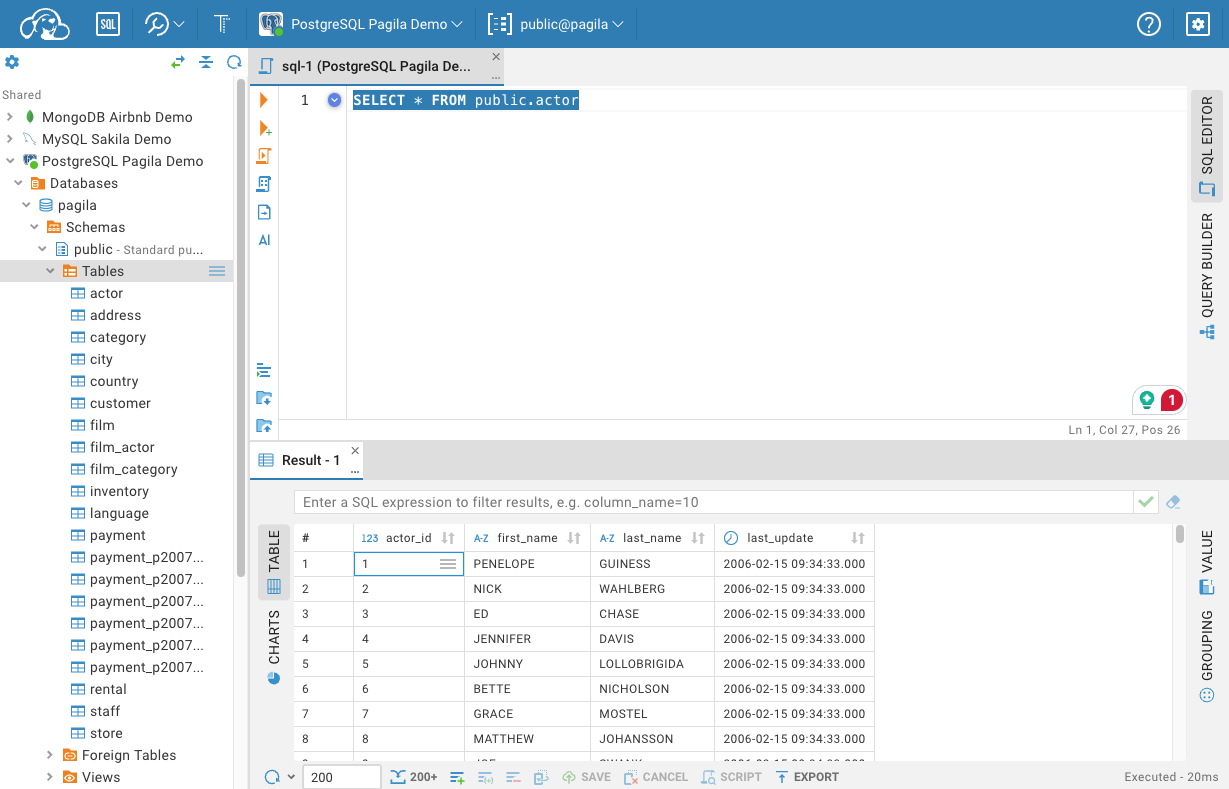 SQL
PostgreSQL Pagila Demo
public@pagila
Shared
MongoDB Airbnb Demo
MySQL Sakila Demo
PostgreSQL Pagila Demo
Databases
pagila
Schemas
public - Standard pu...
Tables
actor
address
category
city
country
customer
film
film_actor
film_category
inventory
language
payment
payment_p2007...
payment_p2007...
payment_p2007...
payment_p2007...
payment_p2007...
payment_p2007...
rental
staff
store
Foreign Tables
Views
sql-1 (PostgreSQL Pagila De...
1 SELECT * FROM public.actor
AI
SQL EDITOR
QUERY BUILDER
1
Ln 1, Col 27, Pos 26
Result - 1
Enter a SQL expression to filter results, e.g. column_name=10
TABLE
CHARTS
# 123 actor_id A-Z first_name A-Z last_name last_update
1 1 PENELOPE GUINESS 2006-02-15 09:34:33.000
2 2 NICK WAHLBERG 2006-02-15 09:34:33.000
3 3 ED CHASE 2006-02-15 09:34:33.000
4 4 JENNIFER DAVIS 2006-02-15 09:34:33.000
5 5 JOHNNY LOLLOBRIGIDA 2006-02-15 09:34:33.000
6 6 BETTE NICHOLSON 2006-02-15 09:34:33.000
7 7 GRACE MOSTEL 2006-02-15 09:34:33.000
8 8 MATTHEW JOHANSSON 2006-02-15 09:34:33.000
VALUE
GROUPING
200 200+ SAVE CANCEL SCRIPT EXPORT Executed - 20ms